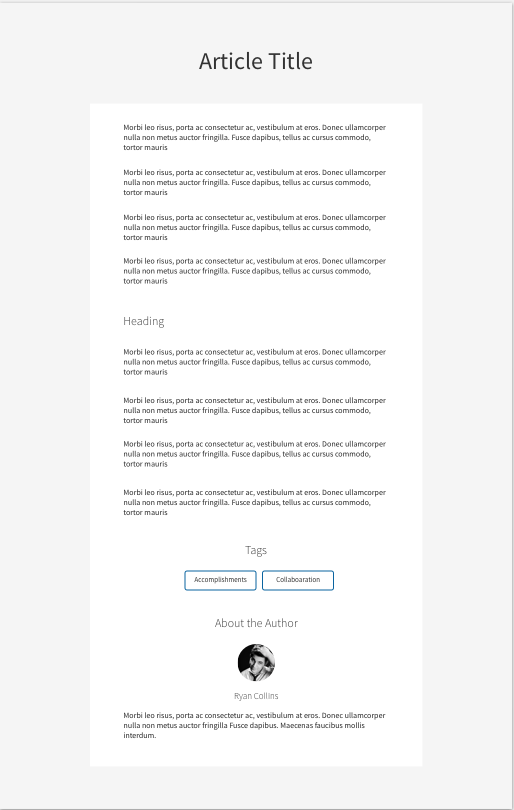 Article Title
Morbi leo risus, porta ac consectetur ac, vestibulum at eros. Donec ullamcorper
nulla non metus auctor fringilla. Fusce dapibus, tellus ac cursus commodo,
tortor mauris
Morbi leo risus, porta ac consectetur ac, vestibulum at eros. Donec ullamcorper
nulla non metus auctor fringilla. Fusce dapibus, tellus ac cursus commodo,
tortor mauris
Morbi leo risus, porta ac consectetur ac, vestibulum at eros. Donec ullamcorper
nulla non metus auctor fringilla. Fusce dapibus, tellus ac cursus commodo,
tortor mauris
Morbi leo risus, porta ac consectetur ac, vestibulum at eros. Donec ullamcorper
nulla non metus auctor fringilla. Fusce dapibus, tellus ac cursus commodo,
tortor mauris
Heading
Morbi leo risus, porta ac consectetur ac, vestibulum at eros. Donec ullamcorper
nulla non metus auctor fringilla. Fusce dapibus, tellus ac cursus commodo,
tortor mauris
Morbi leo risus, porta ac consectetur ac, vestibulum at eros. Donec ullamcorper
nulla non metus auctor fringilla. Fusce dapibus, tellus ac cursus commodo,
tortor mauris
Morbi leo risus, porta ac consectetur ac, vestibulum at eros. Donec ullamcorper
nulla non metus auctor fringilla. Fusce dapibus, tellus ac cursus commodo,
tortor mauris
Morbi leo risus, porta ac consectetur ac, vestibulum at eros. Donec ullamcorper
nulla non metus auctor fringilla. Fusce dapibus, tellus ac cursus commodo,
tortor mauris
Tags
Accomplishments Collaboaration
About the Author
Ryan Collins
Morbi leo risus, porta ac consectetur ac, vestibulum at eros. Donec ullamcorper
nulla non metus auctor fringilla Fusce dapibus. Maecenas faucibus mollis
interdum.